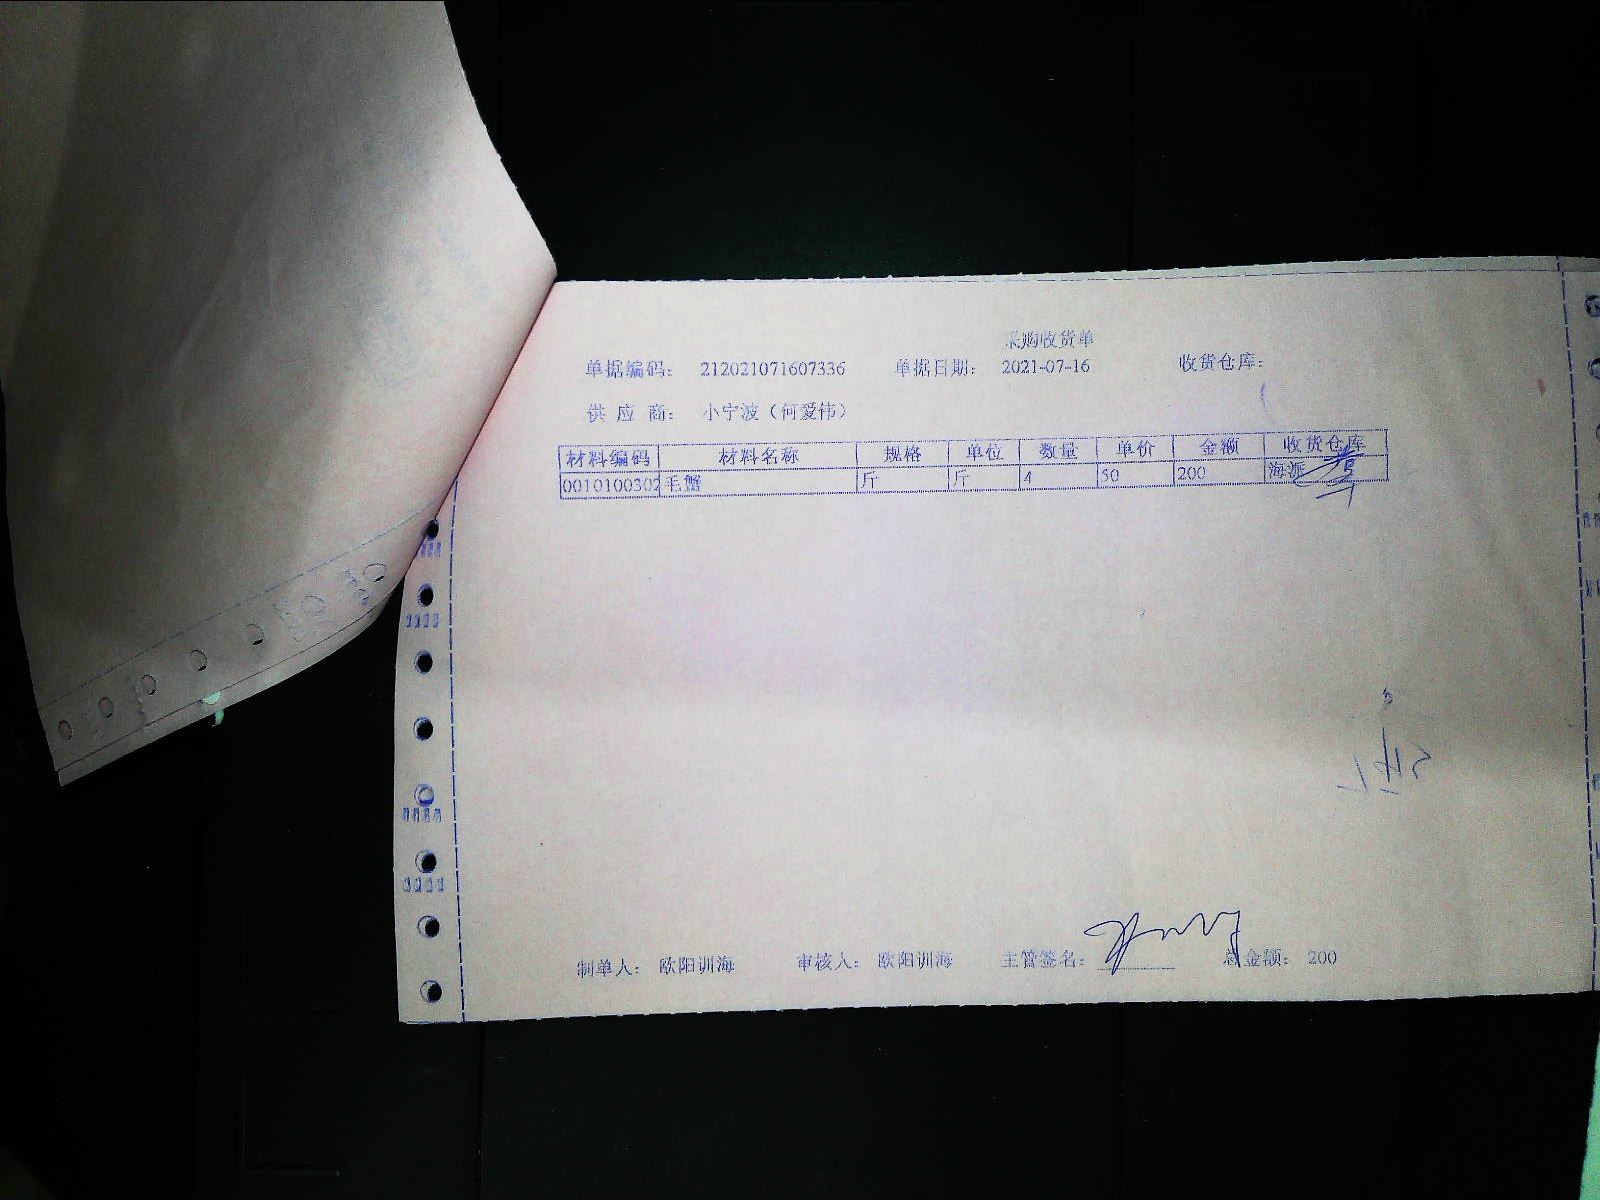 采购收货单
单据编码： 212021071607336 单据日期： 2021-07-16 收货仓库：
供 应 商： 小宁波（何爱伟）
材料编码 材料名称 规格 单位 数量 单价 金额 收货仓库
0010100302 毛蟹 斤 斤 4 50 200 海派
制单人： 欧阳训海 审核人： 欧阳训海 主管签名： 总金额： 200